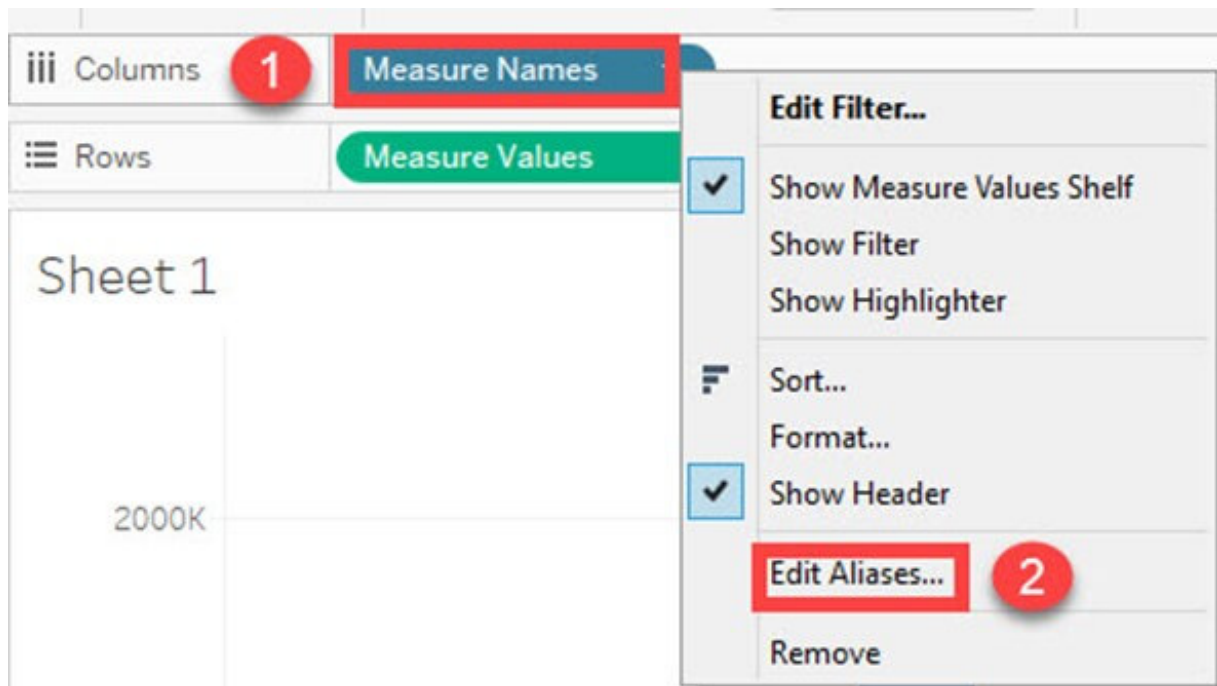 Columns
1
Measure Names
Rows
Measure Values
Edit Filter...
Show Measure Values Shelf
Show Filter
Show Highlighter
Sort...
Format...
Show Header
Edit Aliases...
2
Remove
Sheet 1
2000K